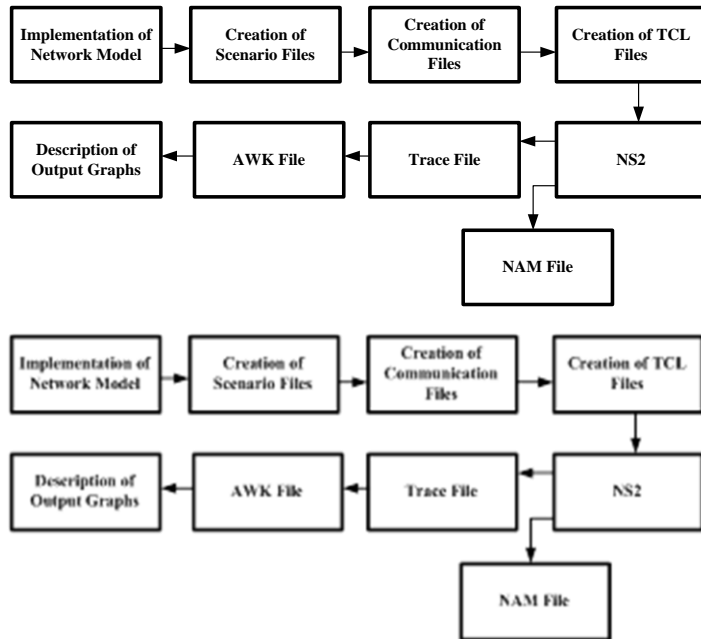 Implementation of
Network Model
Creation of
Scenario Files
Creation of
Communication
Files
Creation of TCL
Files
Description of
Output Graphs
AWK File
Trace File
NS2
NAM File
Implementation of
Network Model
Creation of
Scenario Files
Creation of
Communication
Files
Creation of TCL
Files
Description of
Output Graphs
AWK File
Trace File
NS2
NAM File